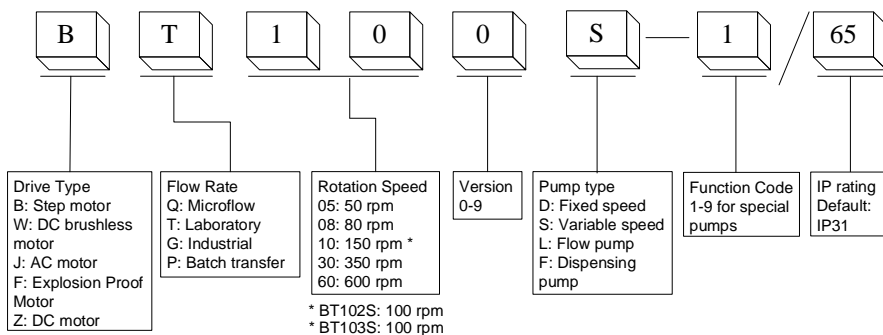 B T 1 0 0 S 1 65
Drive Type
B: Step motor
W: DC brushless
motor
J: AC motor
F: Explosion Proof
Motor
Z: DC motor
Flow Rate
Q: Microflow
T: Laboratory
G: Industrial
P: Batch transfer
Rotation Speed
05: 50 rpm
08: 80 rpm
10: 150 rpm *
30: 350 rpm
60: 600 rpm
* BT102S: 100 rpm
* BT103S: 100 rpm
Version
0-9
Pump type
D: Fixed speed
S: Variable speed
L: Flow pump
F: Dispensing
pump
Function Code
1-9 for special
pumps
IP rating
Default:
IP31